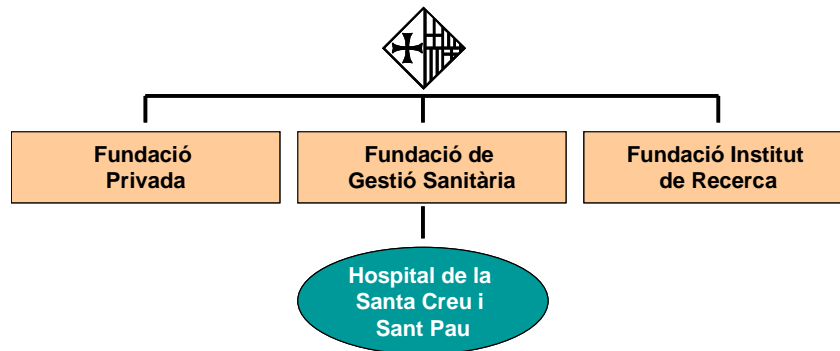 Fundació
Privada
Fundació de
Gestió Sanitària
Fundació Institut
de Recerca
Hospital de la
Santa Creu i
Sant Pau